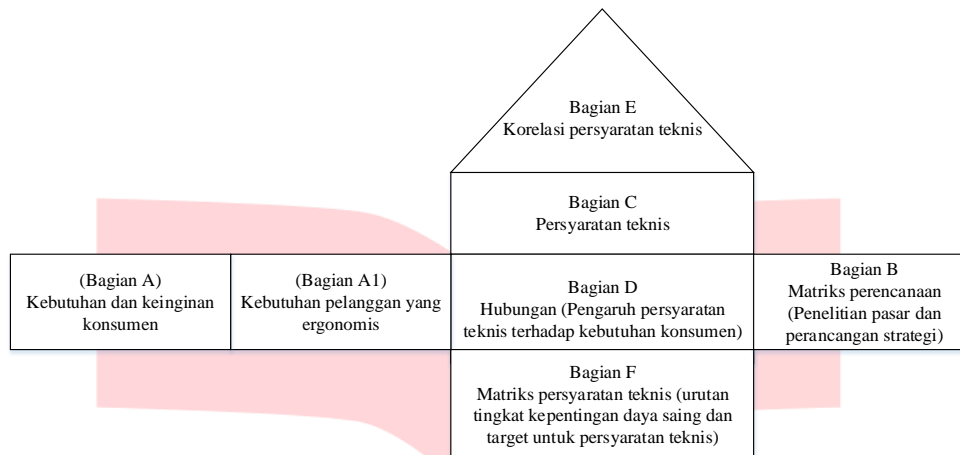 Bagian E
Korelasi persyaratan teknis
Bagian C
Persyaratan teknis
(Bagian A)
Kebutuhan dan keinginan
konsumen
(Bagian A1)
Kebutuhan pelanggan yang
ergonomis
Bagian D
Hubungan (Pengaruh persyaratan
teknis terhadap kebutuhan konsumen)
Bagian B
Matriks perencanaan
(Penelitian pasar dan
perancangan strategi)
Bagian F
Matriks persyaratan teknis (urutan
tingkat kepentingan daya saing dan
target untuk persyaratan teknis)